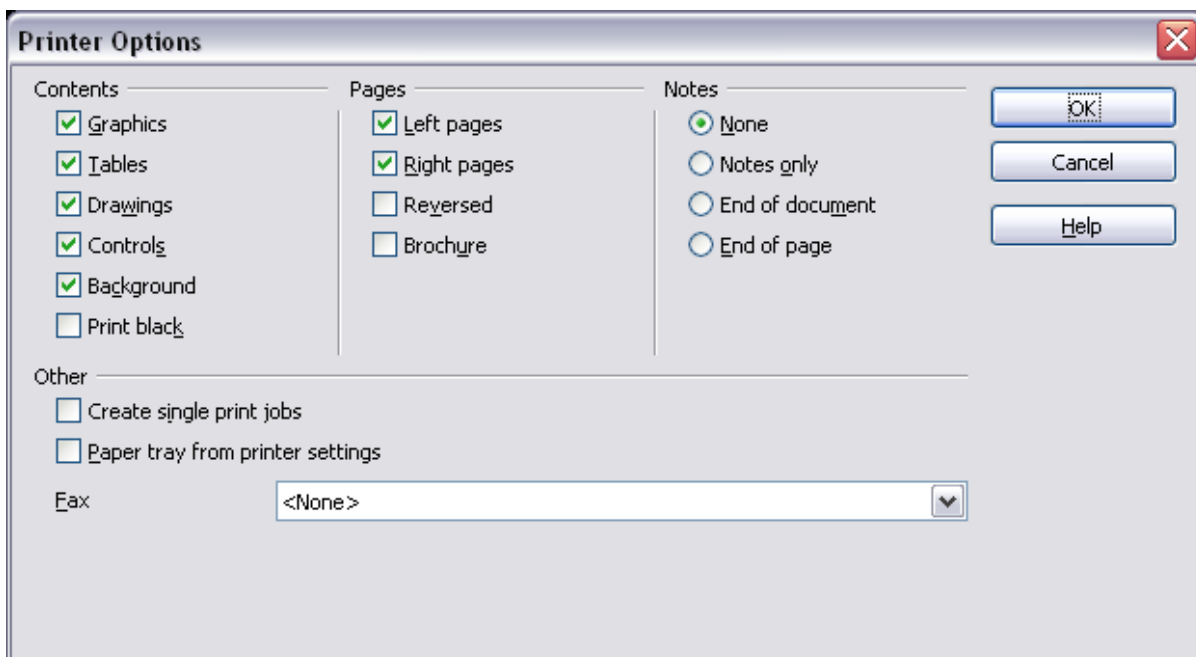 Printer Options
Contents
Graphics
Tables
Drawings
Controls
Background
Print black
Pages
Left pages
Right pages
Reversed
Brochure
Notes
None
Notes only
End of document
End of page
OK
Cancel
Help
Other
Create single print jobs
Paper tray from printer settings
Fax <None>